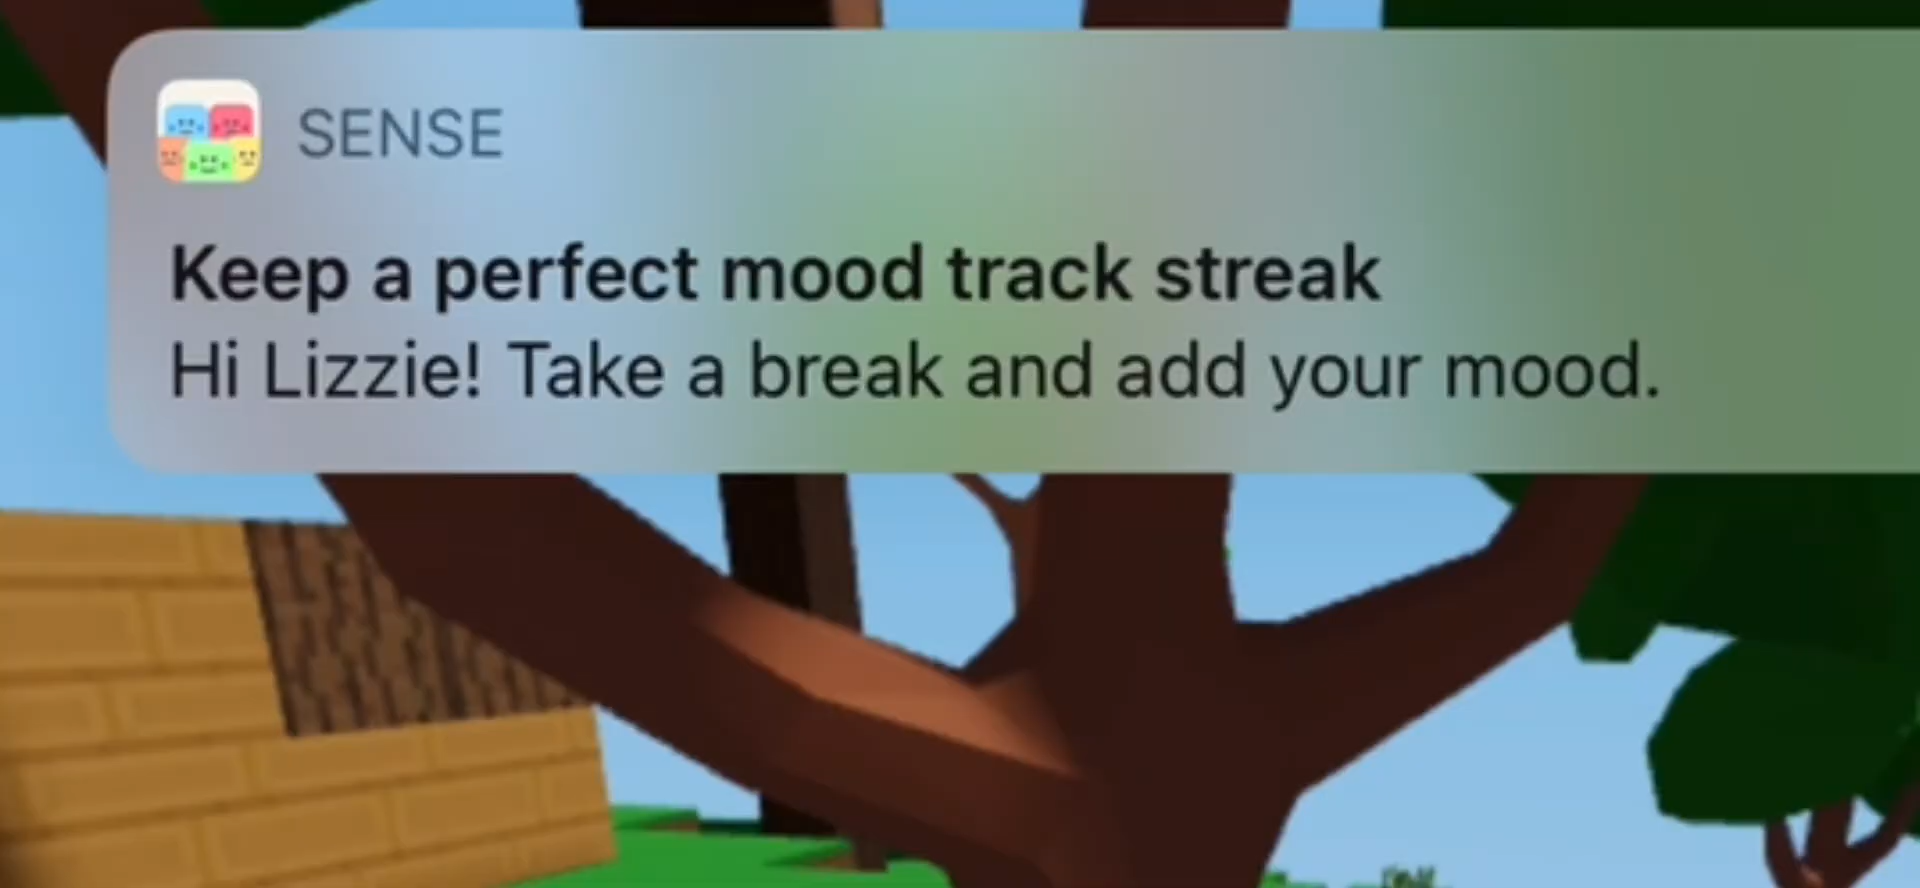 SENSE
Keep a perfect mood track streak
Hi Lizzie! Take a break and add your mood.